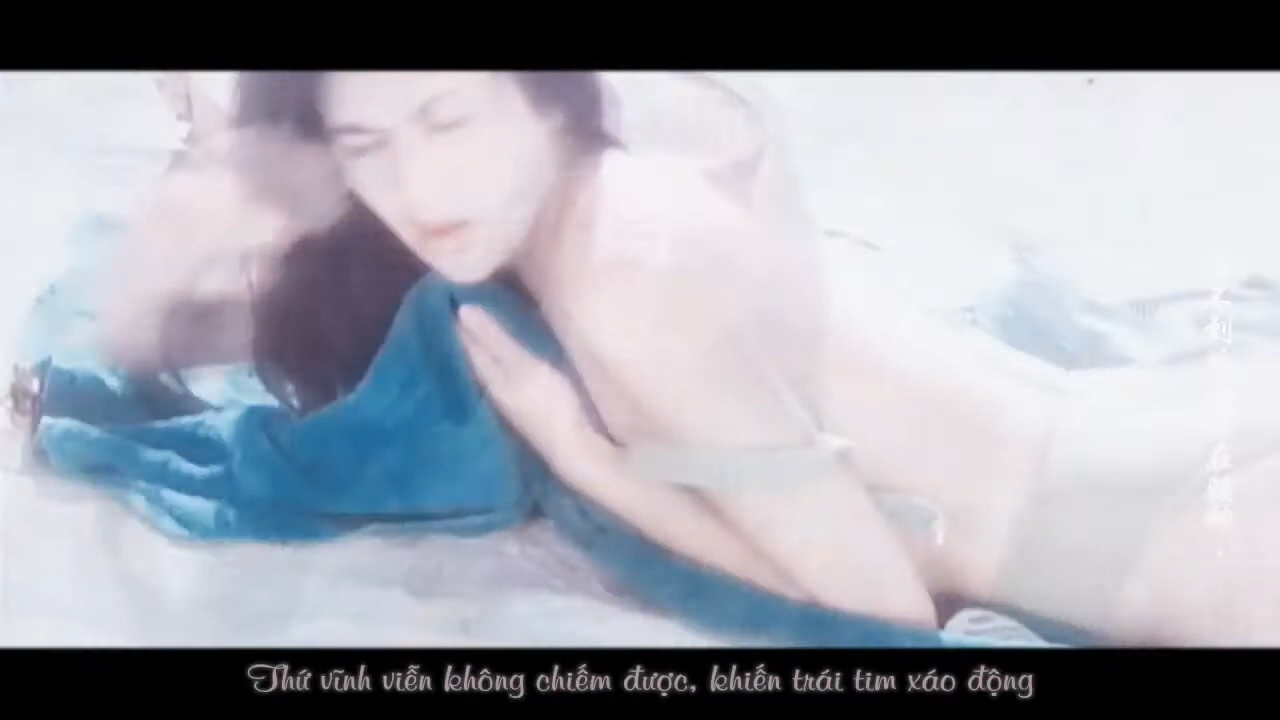 Thứ vĩnh viễn không chiếm được, khiến trái tim xáo động